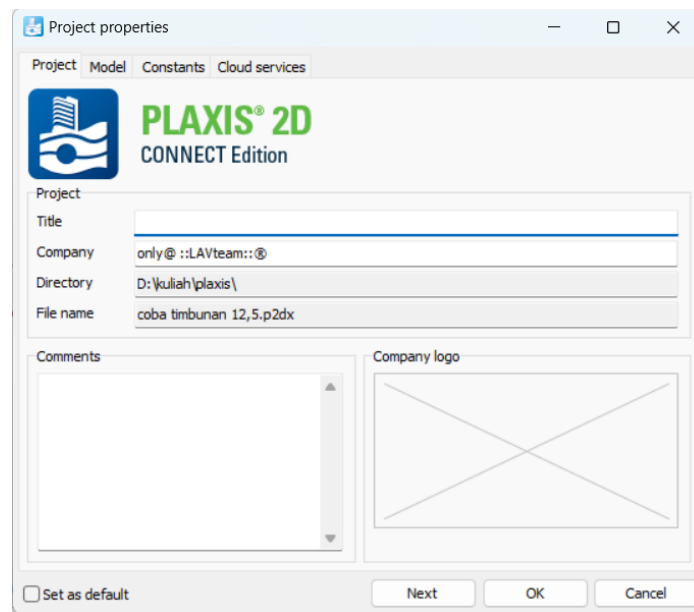 Project properties
Project Model Constants Cloud services
PLAXIS® 2D
CONNECT Edition
Project
Title
Company only@ ::LAVteam::®
Directory D:\kuliah\plaxis\
File name coba timbunan 12,5.p2dx
Comments
Company logo
Set as default
Next OK Cancel